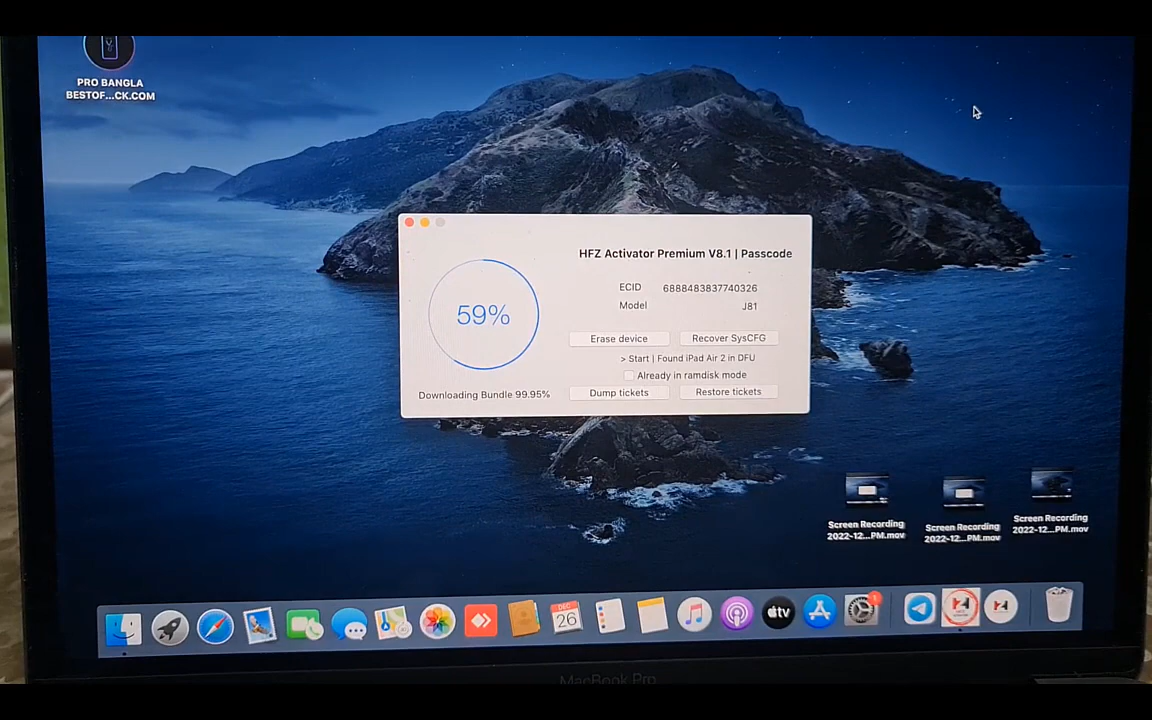 PRO BANGLA
BESTOF...CK.COM
HFZ Activator Premium V8.1 | Passcode
ECID 6888483837740326
Model J81
59%
Erase device Recover SysCFG
> Start | Found iPad Air 2 in DFU
Already in ramdisk mode
Downloading Bundle 99.95%
Dump tickets Restore tickets
Screen Recording
2022-12...PM.mov
Screen Recording
2022-12...PM.mov
Screen Recording
2022-12...PM.mov
DEC
26
tv
1
MacBook Pro